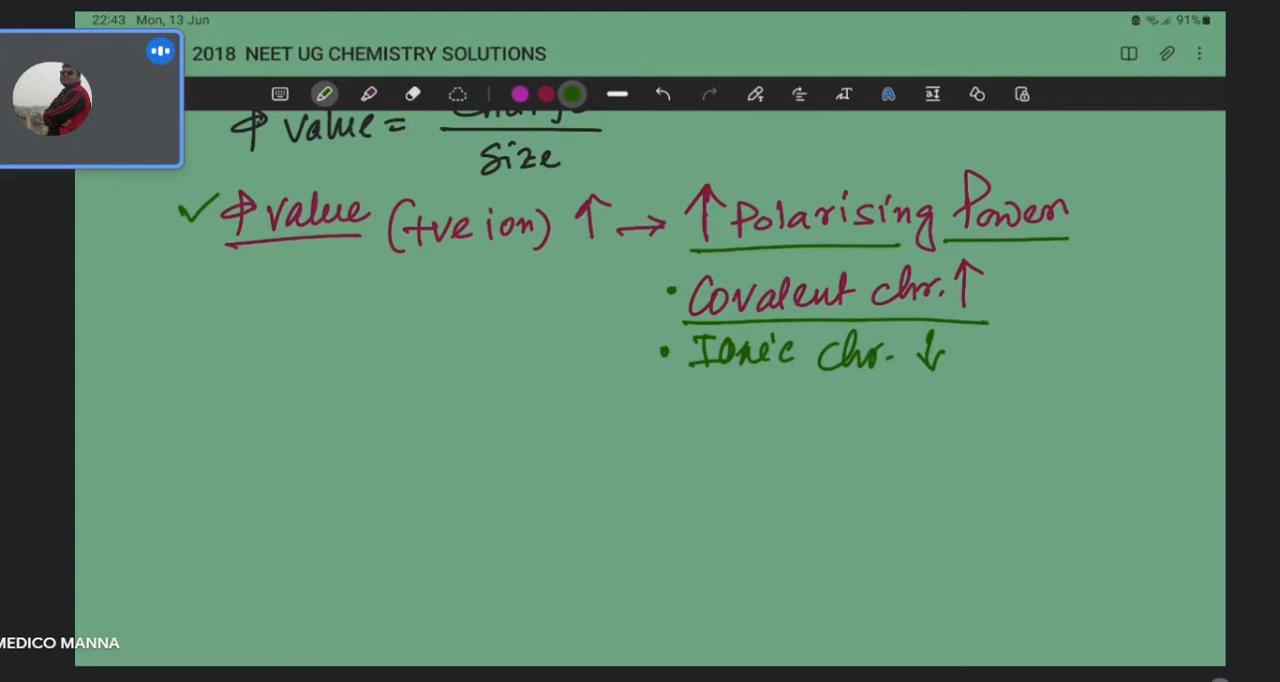 22:43 Mon, 13 Jun
91%
2018 NEET UG CHEMISTRY SOLUTIONS
ϕ value = Charge
Size
✓ ϕ value (+ve ion) ↑ → ↑ Polarising Power
• Covalent chr. ↑
• Ionic chr. ↓
MEDICO MANNA